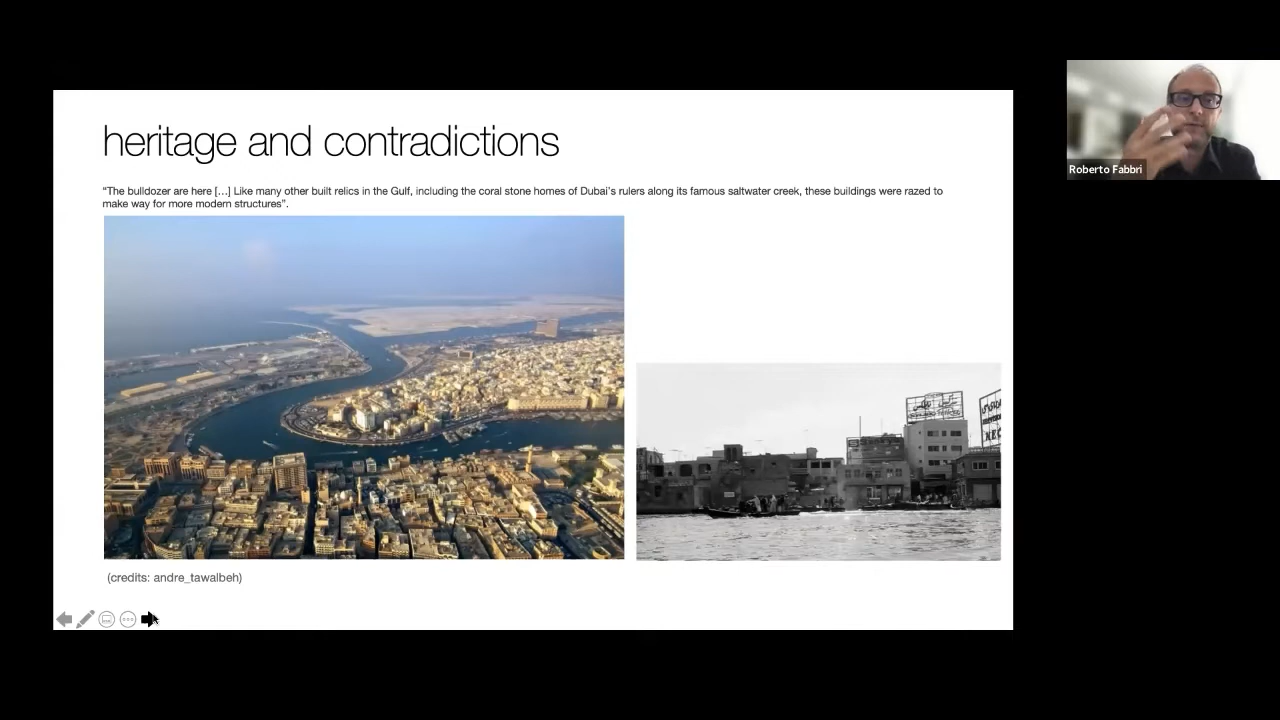 heritage and contradictions
“The bulldozer are here [...] Like many other built relics in the Gulf, including the coral stone homes of Dubai’s rulers along its famous saltwater creek, these buildings were razed to
make way for more modern structures”.
(credits: andre_tawalbeh)
Roberto Fabbri